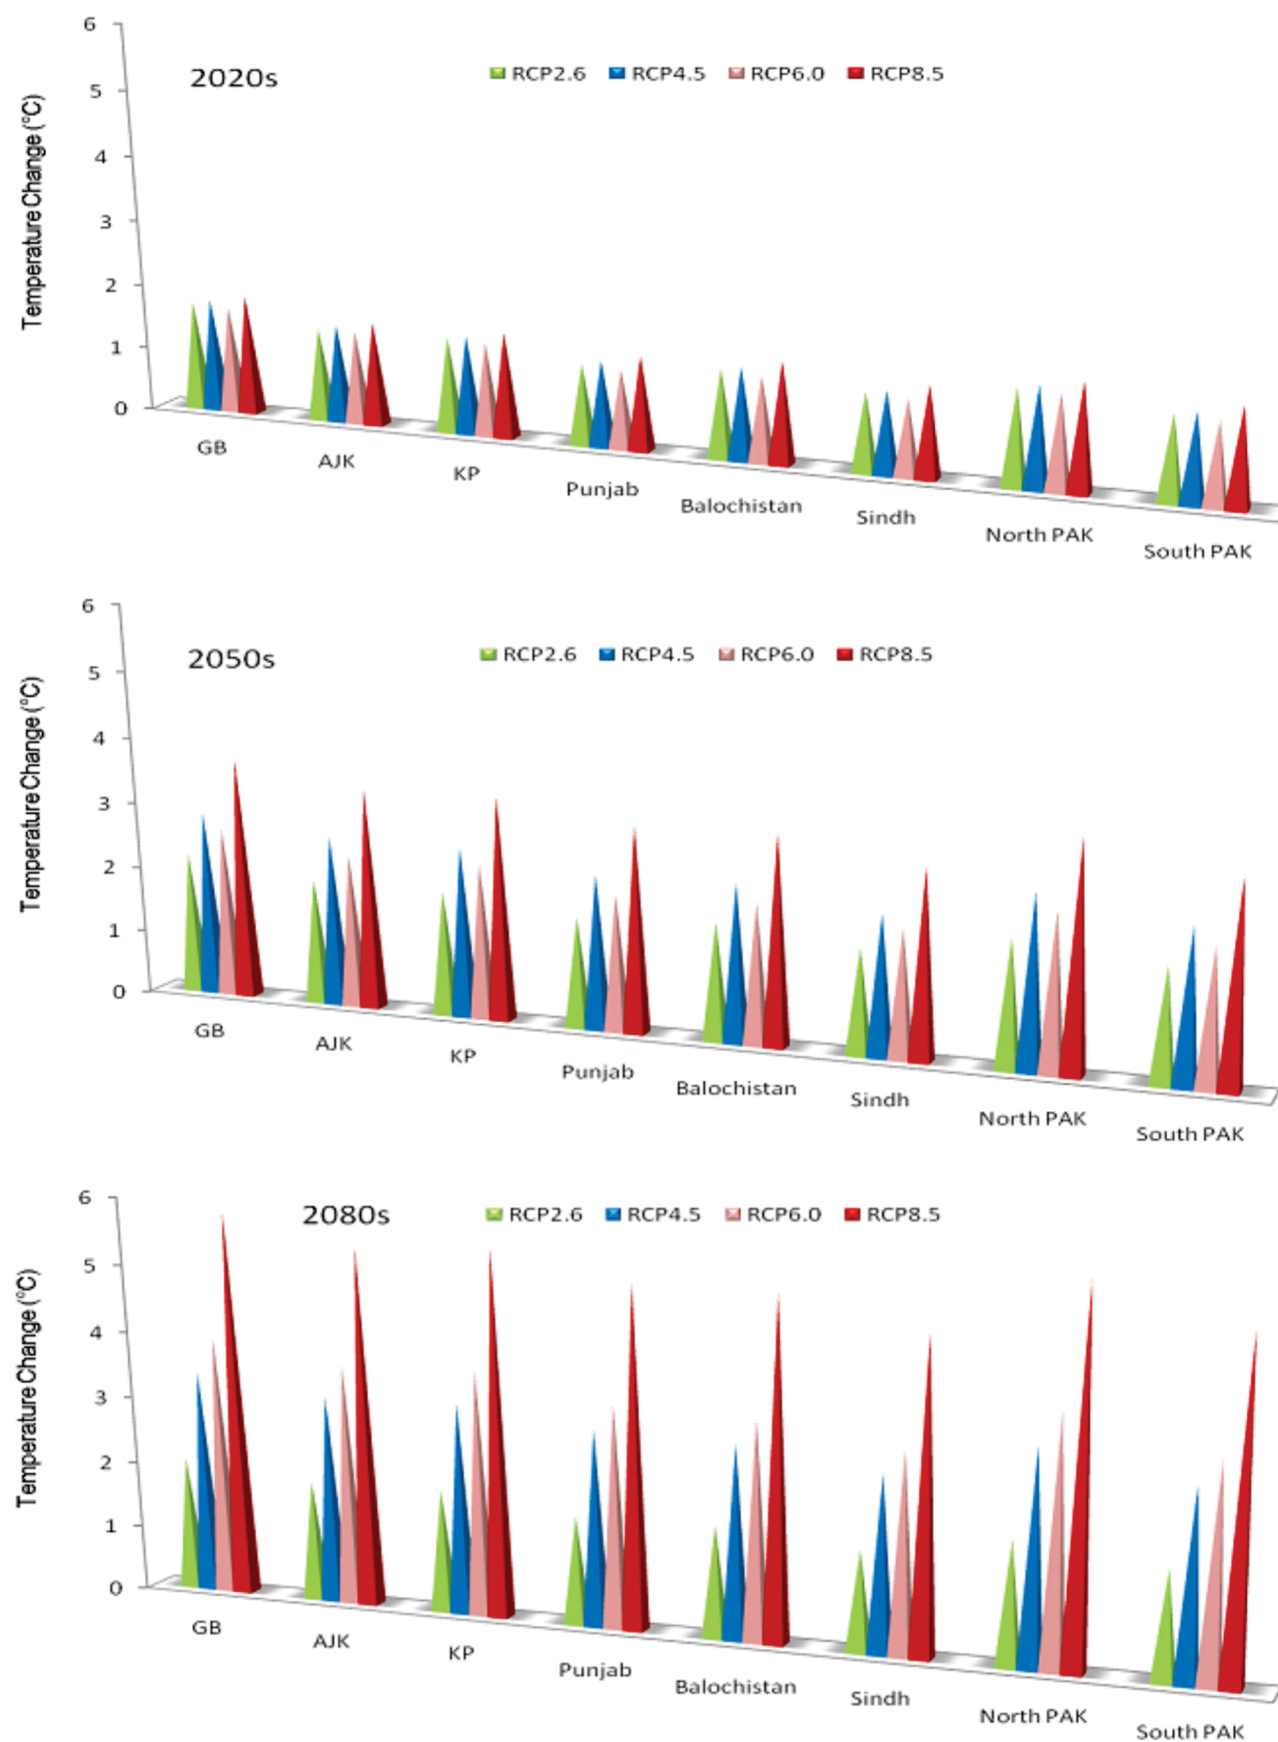 6
2020s
RCP2.6 RCP4.5 RCP6.0 RCP8.5
5
4
3
2
1
0
Temperature Change (°C)
GB
AJK
KP
Punjab
Balochistan
Sindh
North PAK
South PAK
6
2050s
RCP2.6 RCP4.5 RCP6.0 RCP8.5
5
4
3
2
1
0
Temperature Change (°C)
GB
AJK
KP
Punjab
Balochistan
Sindh
North PAK
South PAK
6
2080s
RCP2.6 RCP4.5 RCP6.0 RCP8.5
5
4
3
2
1
0
Temperature Change (°C)
GB
AJK
KP
Punjab
Balochistan
Sindh
North PAK
South PAK